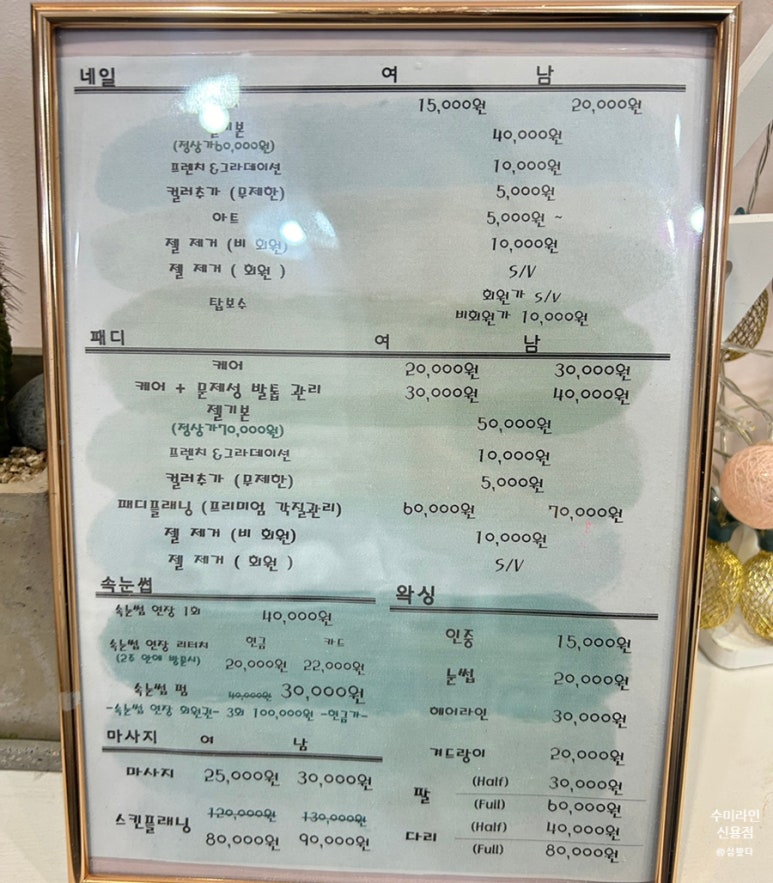 네일 여 남
15,000원 20,000원
젤기본 40,000원
(정상가60,000원)
프렌치&그라데이션 10,000원
컬러추가 (무제한) 5,000원
아트 5,000원 ~
젤 제거 (비 회원) 10,000원
젤 제거 ( 회원 ) S/V
탑보수 회원가 S/V
비회원가 10,000원
패디 여 남
케어 20,000원 30,000원
케어 + 문제성 발톱 관리 30,000원 40,000원
젤기본 50,000원
(정상가70,000원)
프렌치&그라데이션 10,000원
컬러추가 (무제한) 5,000원
패디플래닝 (프리미엄 각질관리) 60,000원 70,000원
젤 제거 (비 회원) 10,000원
젤 제거 ( 회원 ) S/V
속눈썹
속눈썹 연장 1회 40,000원
속눈썹 연장 리터치 현금 카드
(2주 안에 방문시) 20,000원 22,000원
속눈썹 펌 40,000원 30,000원
-속눈썹 연장 회원권- 3회 100,000원 -현금가-
마사지 여 남
마사지 25,000원 30,000원
스킨플래닝 120,000원 130,000원
80,000원 90,000원
왁싱
인중 15,000원
눈썹 20,000원
헤어라인 30,000원
겨드랑이 20,000원
팔 (Half) 30,000원
(Full) 60,000원
다리 (Half) 40,000원
(Full) 80,000원
수미라인
신용점